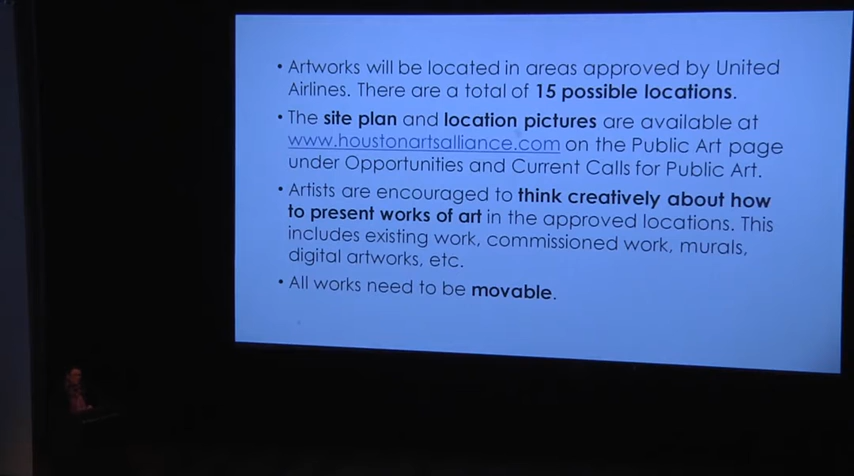 • Artworks will be located in areas approved by United
Airlines. There are a total of 15 possible locations.
• The site plan and location pictures are available at
www.houstonartsalliance.com on the Public Art page
under Opportunities and Current Calls for Public Art.
• Artists are encouraged to think creatively about how
to present works of art in the approved locations. This
includes existing work, commissioned work, murals,
digital artworks, etc.
• All works need to be movable.